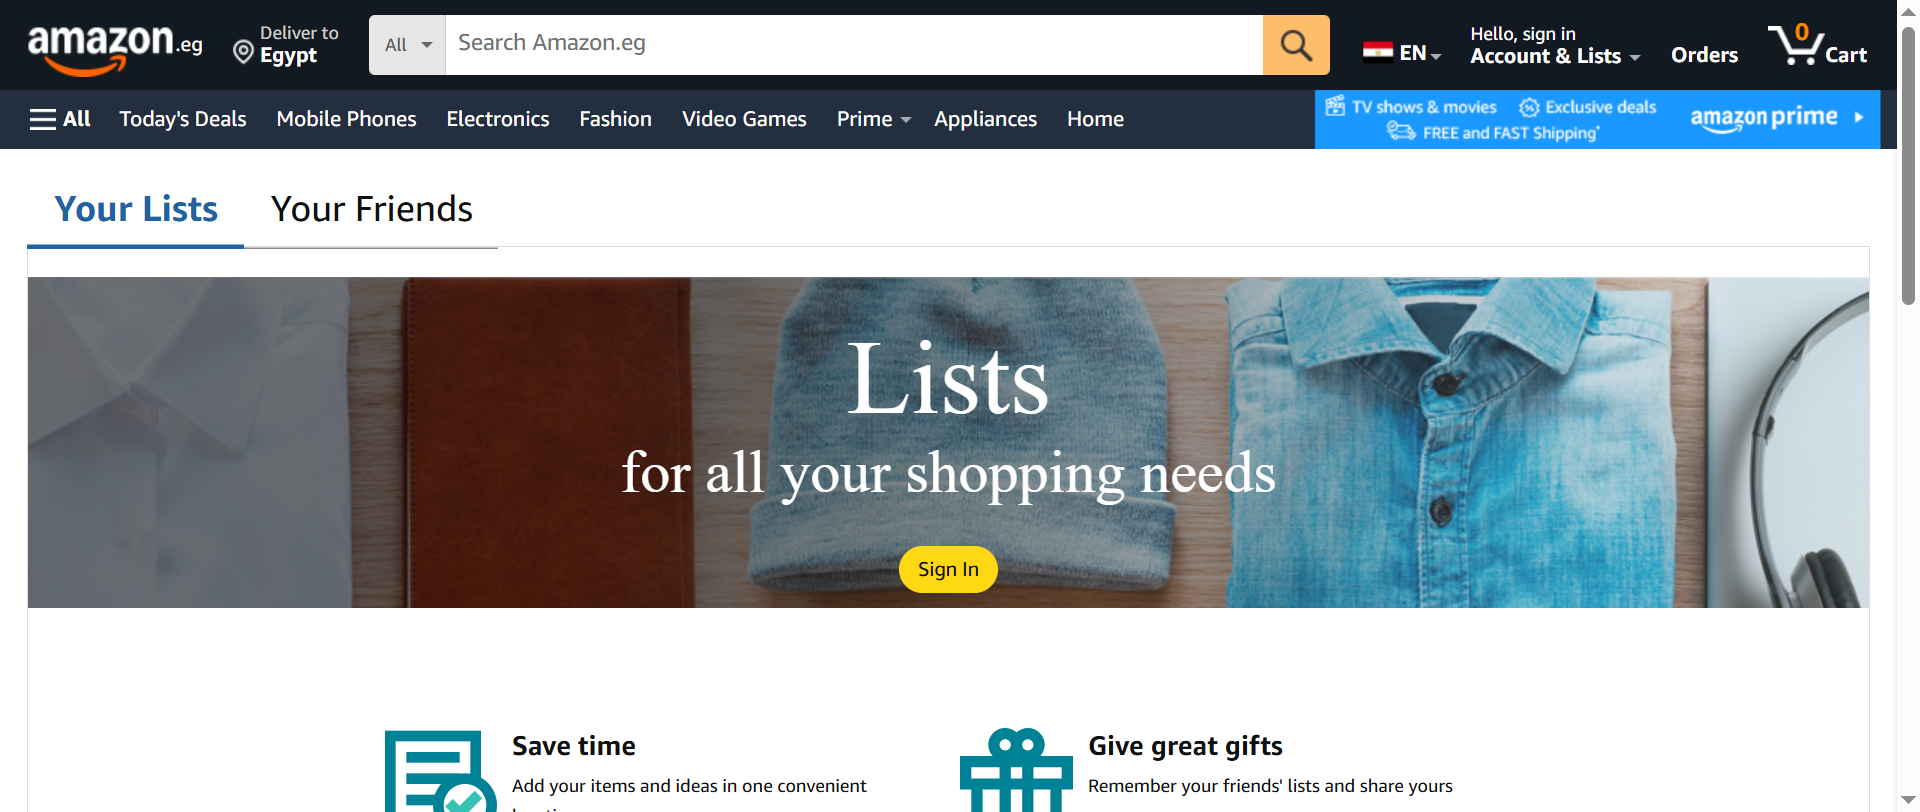 amazon.eg
Deliver to
Egypt
All
Search Amazon.eg
EN
Hello, sign in
Account & Lists
Orders
0
Cart
All
Today's Deals
Mobile Phones
Electronics
Fashion
Video Games
Prime
Appliances
Home
TV shows & movies
Exclusive deals
FREE and FAST Shipping*
amazon prime
Your Lists
Your Friends
Lists
for all your shopping needs
Sign In
Save time
Add your items and ideas in one convenient
Give great gifts
Remember your friends' lists and share yours